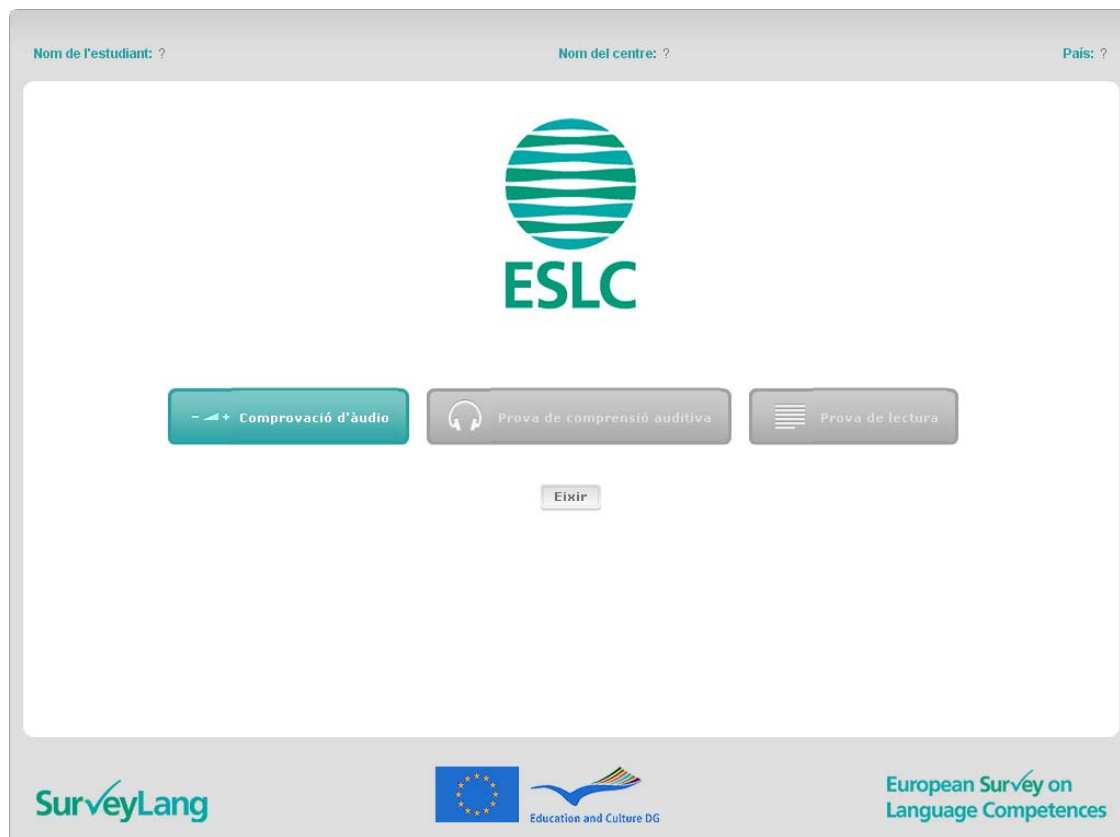 Nom de l'estudiant: ?
Nom del centre: ?
País: ?
ESLC
- + Comprovació d'àudio
Prova de comprensió auditiva
Prova de lectura
Eixir
SurveyLang
Education and Culture DG
European Survey on
Language Competences